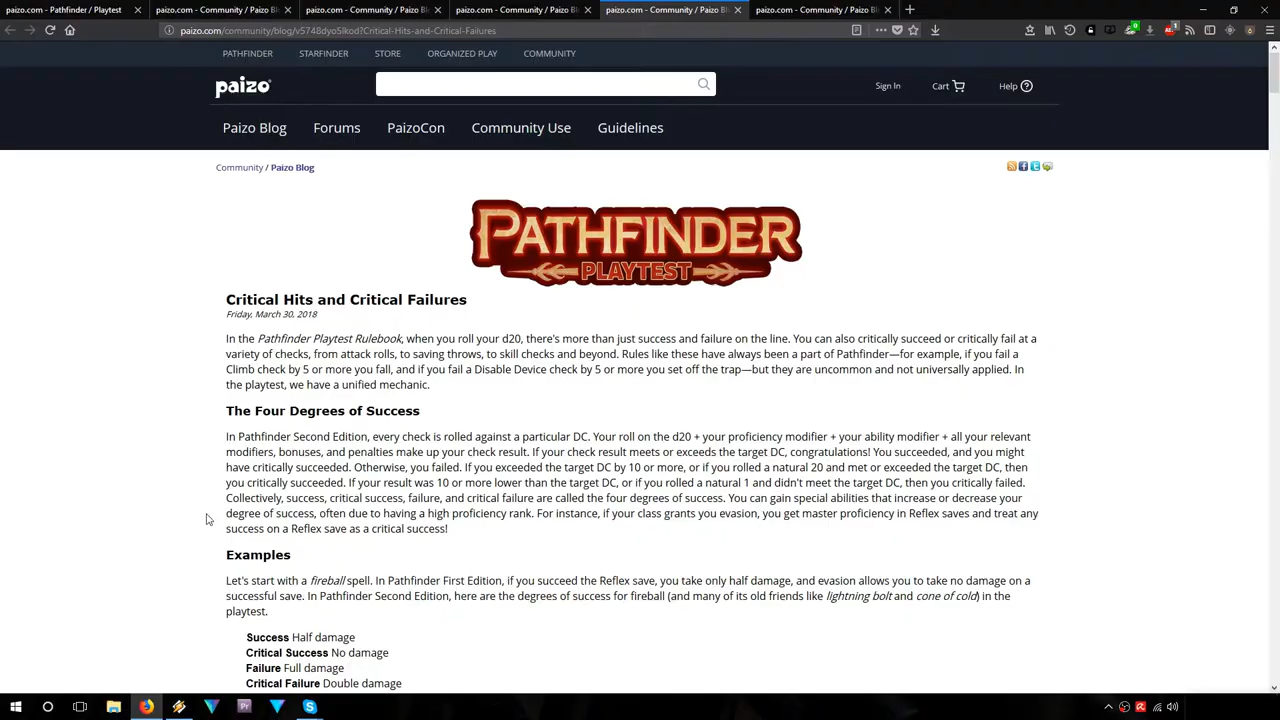 paizo.com - Pathfinder / Playtest
paizo.com - Community / Paizo Bl
paizo.com - Community / Paizo Bl
paizo.com - Community / Paizo Bl
paizo.com - Community / Paizo Bl
paizo.com - Community / Paizo Bl
paizo.com/community/blog/v5748dyo5lkod?Critical-Hits-and-Critical-Failures
PATHFINDER STARFINDER STORE ORGANIZED PLAY COMMUNITY
paizo
Sign In Cart Help
Paizo Blog Forums PaizoCon Community Use Guidelines
Community / Paizo Blog
PATHFINDER
PLAYTEST
Critical Hits and Critical Failures
Friday, March 30, 2018
In the Pathfinder Playtest Rulebook, when you roll your d20, there's more than just success and failure on the line. You can also critically succeed or critically fail at a
variety of checks, from attack rolls, to saving throws, to skill checks and beyond. Rules like these have always been a part of Pathfinder—for example, if you fail a
Climb check by 5 or more you fall, and if you fail a Disable Device check by 5 or more you set off the trap—but they are uncommon and not universally applied. In
the playtest, we have a unified mechanic.
The Four Degrees of Success
In Pathfinder Second Edition, every check is rolled against a particular DC. Your roll on the d20 + your proficiency modifier + your ability modifier + all your relevant
modifiers, bonuses, and penalties make up your check result. If your check result meets or exceeds the target DC, congratulations! You succeeded, and you might
have critically succeeded. Otherwise, you failed. If you exceeded the target DC by 10 or more, or if you rolled a natural 20 and met or exceeded the target DC, then
you critically succeeded. If your result was 10 or more lower than the target DC, or if you rolled a natural 1 and didn't meet the target DC, then you critically failed.
Collectively, success, critical success, failure, and critical failure are called the four degrees of success. You can gain special abilities that increase or decrease your
degree of success, often due to having a high proficiency rank. For instance, if your class grants you evasion, you get master proficiency in Reflex saves and treat any
success on a Reflex save as a critical success!
Examples
Let's start with a fireball spell. In Pathfinder First Edition, if you succeed the Reflex save, you take only half damage, and evasion allows you to take no damage on a
successful save. In Pathfinder Second Edition, here are the degrees of success for fireball (and many of its old friends like lightning bolt and cone of cold) in the
playtest.
Success Half damage
Critical Success No damage
Failure Full damage
Critical Failure Double damage